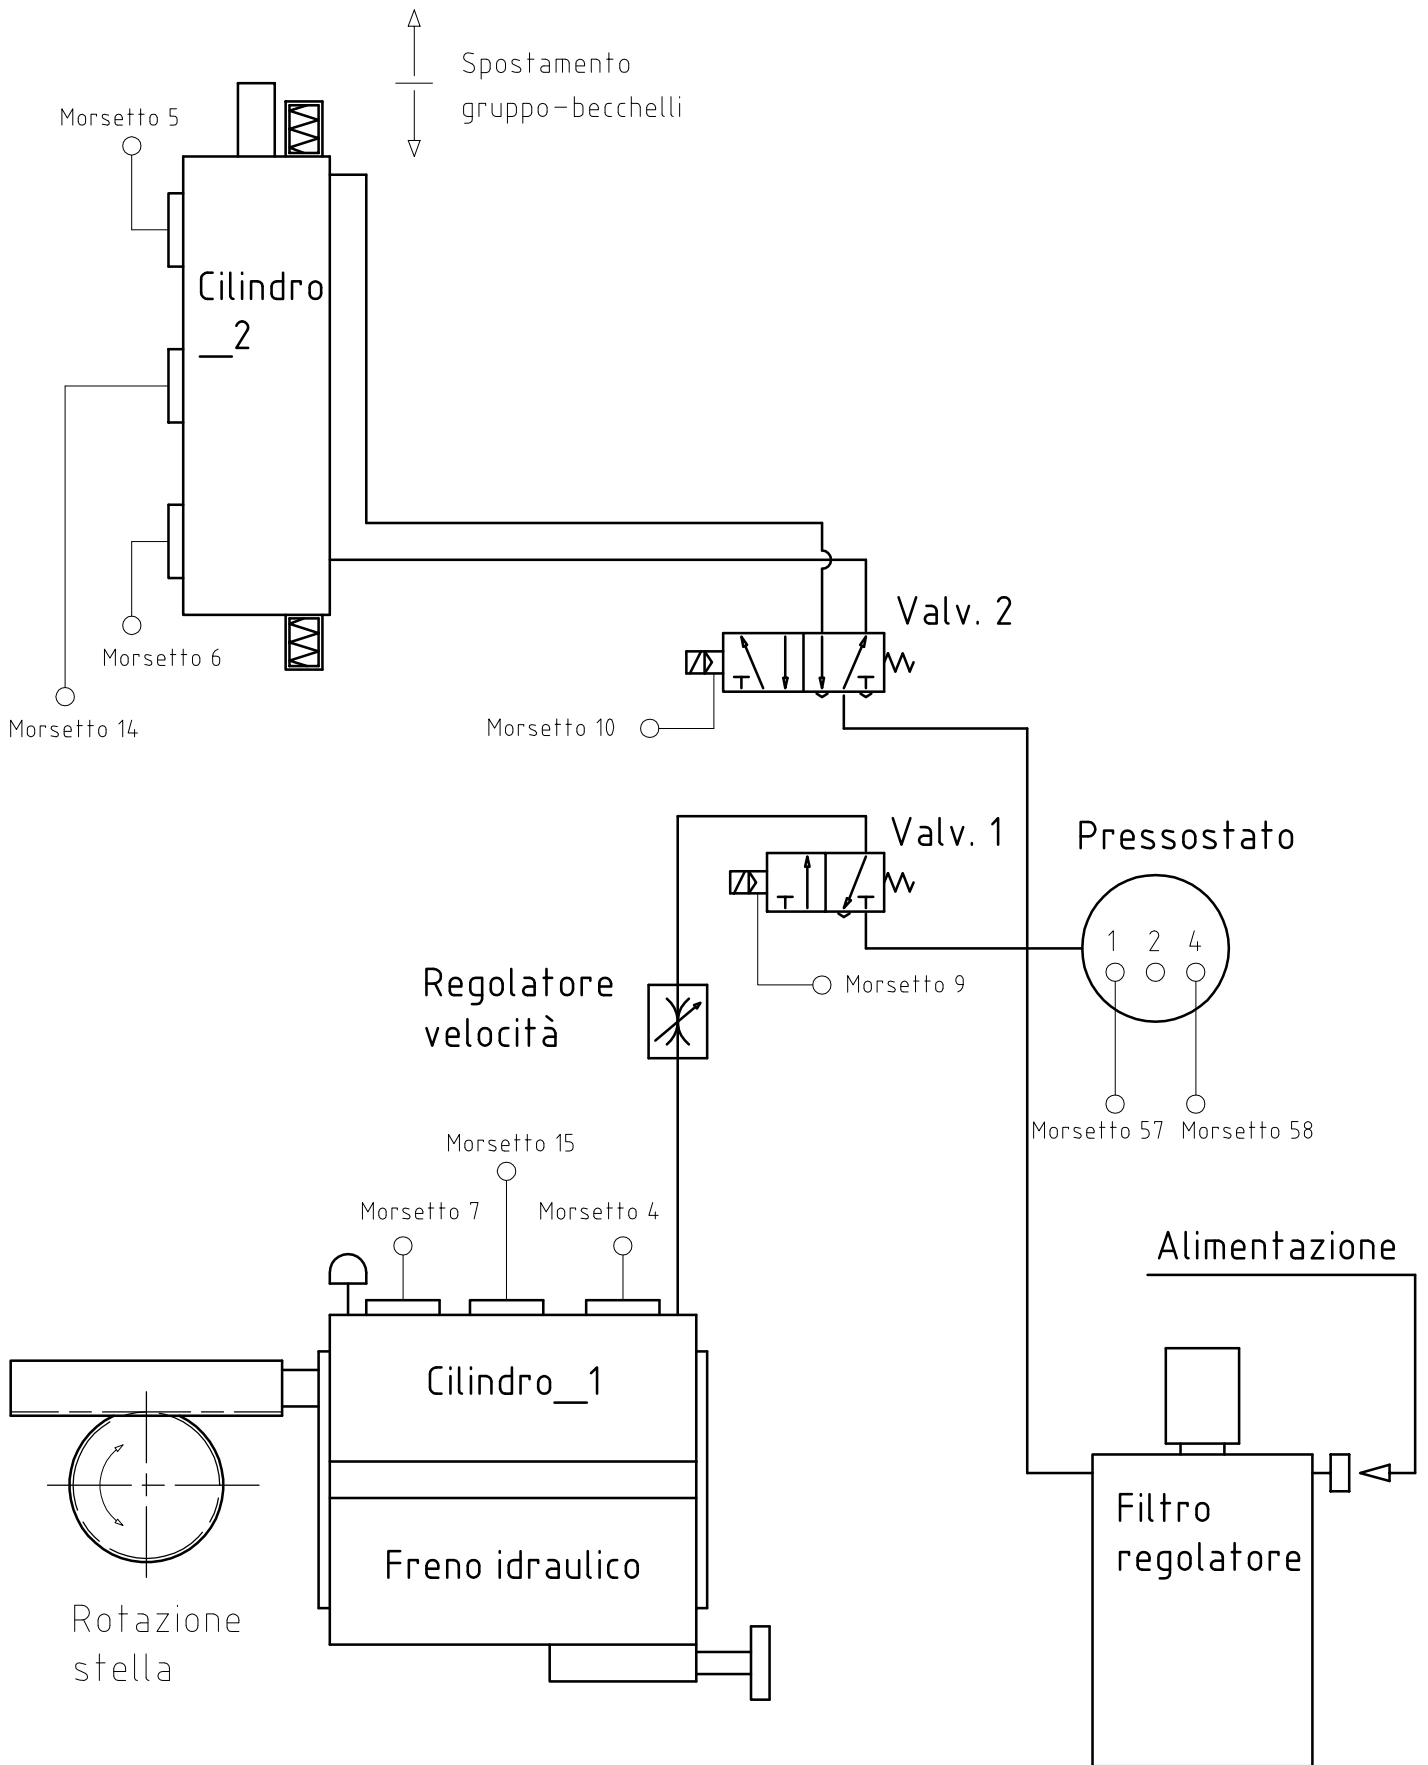 Spostamento
gruppo-becchelli
Morsetto 5
Cilindro
__2
Valv. 2
Morsetto 6
Morsetto 14
Morsetto 10
Valv. 1
Pressostato
1 2 4
Regolatore
velocità
Morsetto 9
Morsetto 57
Morsetto 58
Morsetto 15
Morsetto 7
Morsetto 4
Alimentazione
Cilindro__1
Filtro
regolatore
Freno idraulico
Rotazione
stella